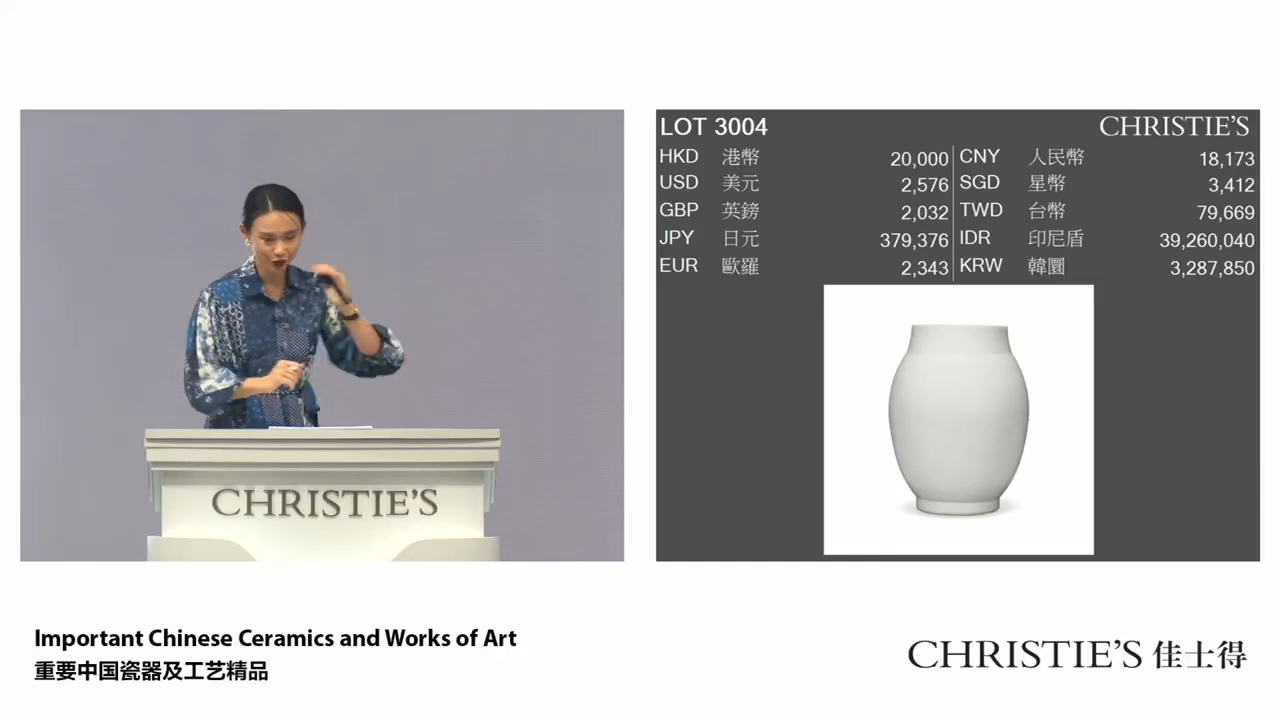 CHRISTIE'S
LOT 3004
CHRISTIE'S
HKD 港幣 20,000 CNY 人民幣 18,173
USD 美元 2,576 SGD 星幣 3,412
GBP 英鎊 2,032 TWD 台幣 79,669
JPY 日元 379,376 IDR 印尼盾 39,260,040
EUR 歐羅 2,343 KRW 韓圜 3,287,850
Important Chinese Ceramics and Works of Art
重要中国瓷器及工艺精品
CHRISTIE'S 佳士得